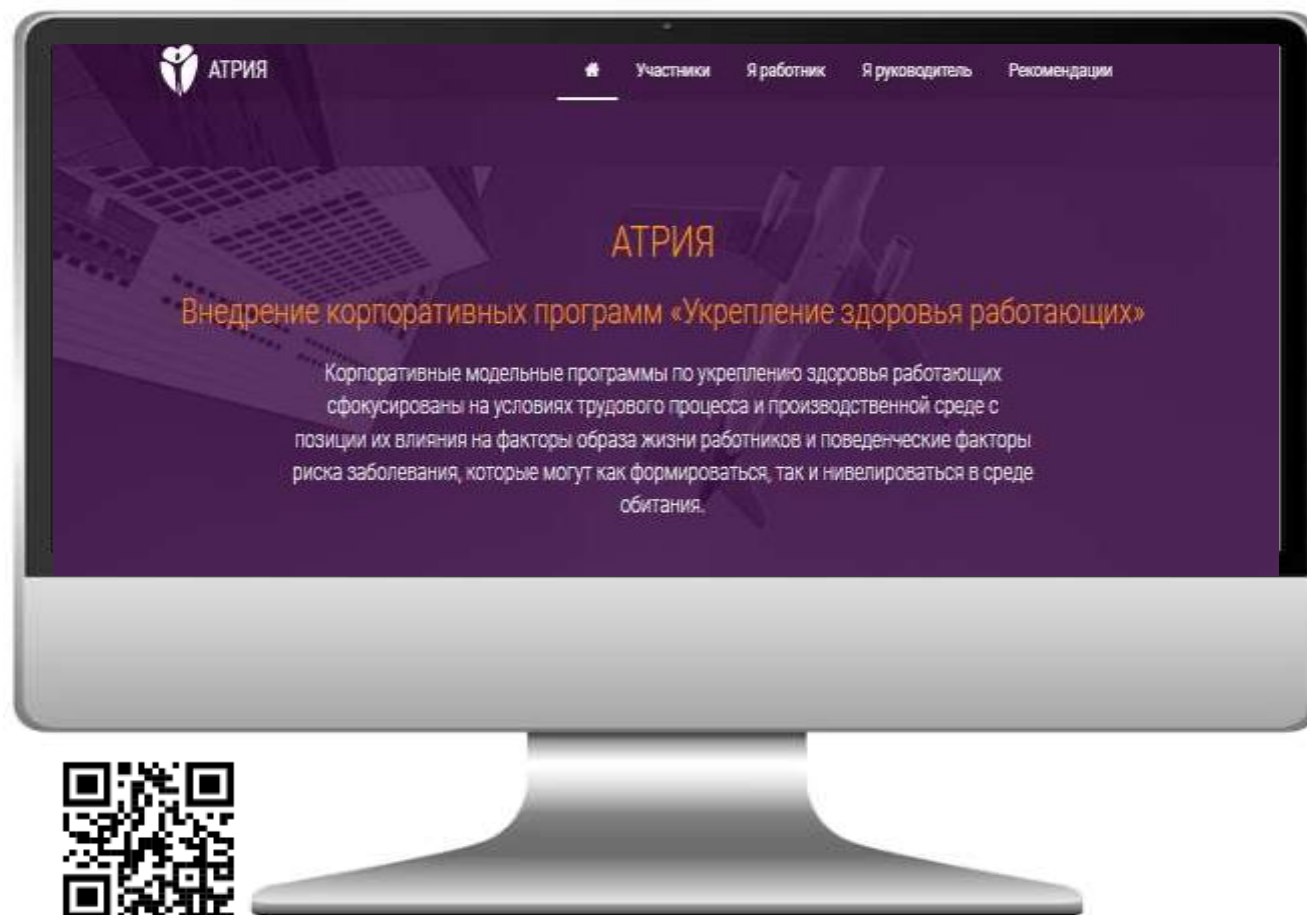 АТРИЯ
Участники Я работник Я руководитель Рекомендации
АТРИЯ
Внедрение корпоративных программ «Укрепление здоровья работающих»
Корпоративные модельные программы по укреплению здоровья работающих
сфокусированы на условиях трудового процесса и производственной среде с
позиции их влияния на факторы образа жизни работников и поведенческие факторы
риска заболевания, которые могут как формироваться, так и нивелироваться в среде
обитания.